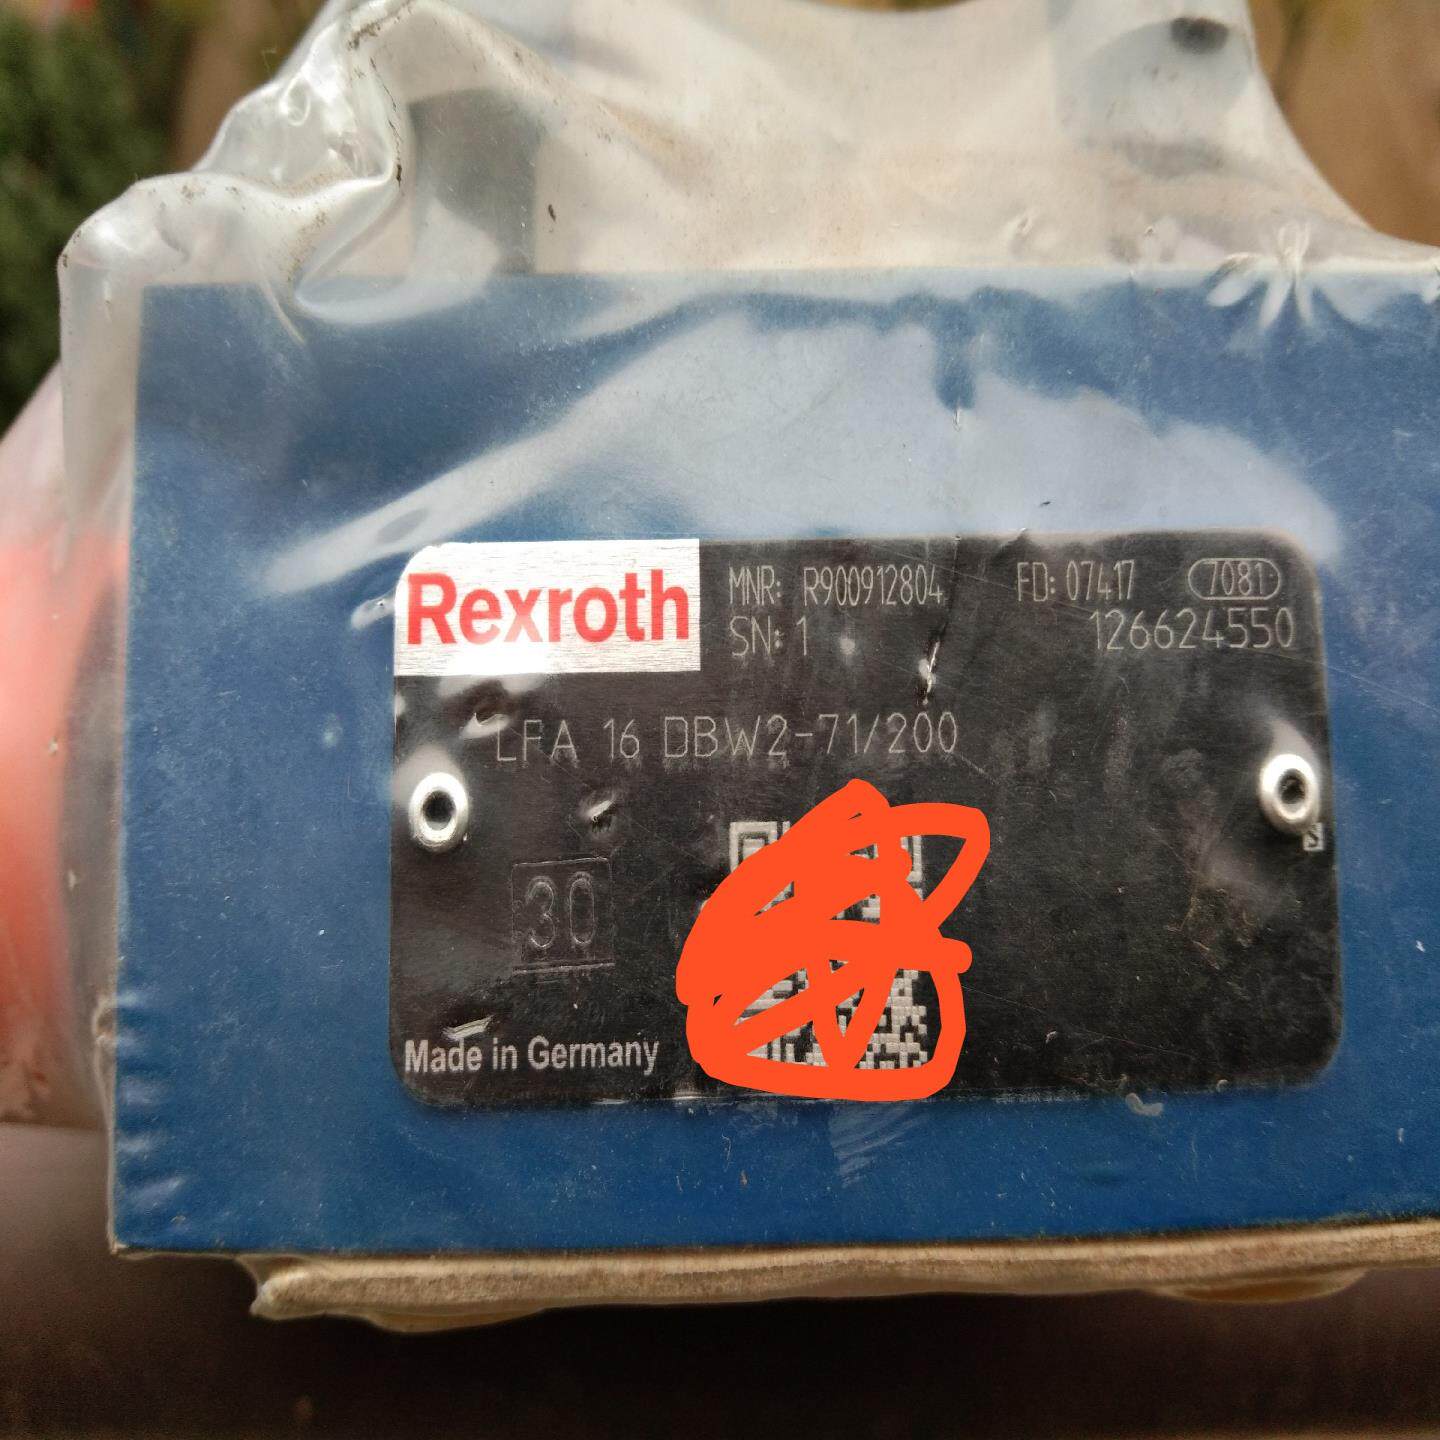 Rexroth
MNR: R900912804 FD: 07417 7081
SN: 1 126624550
LFA 16 DBW2-71/200
30
Made in Germany